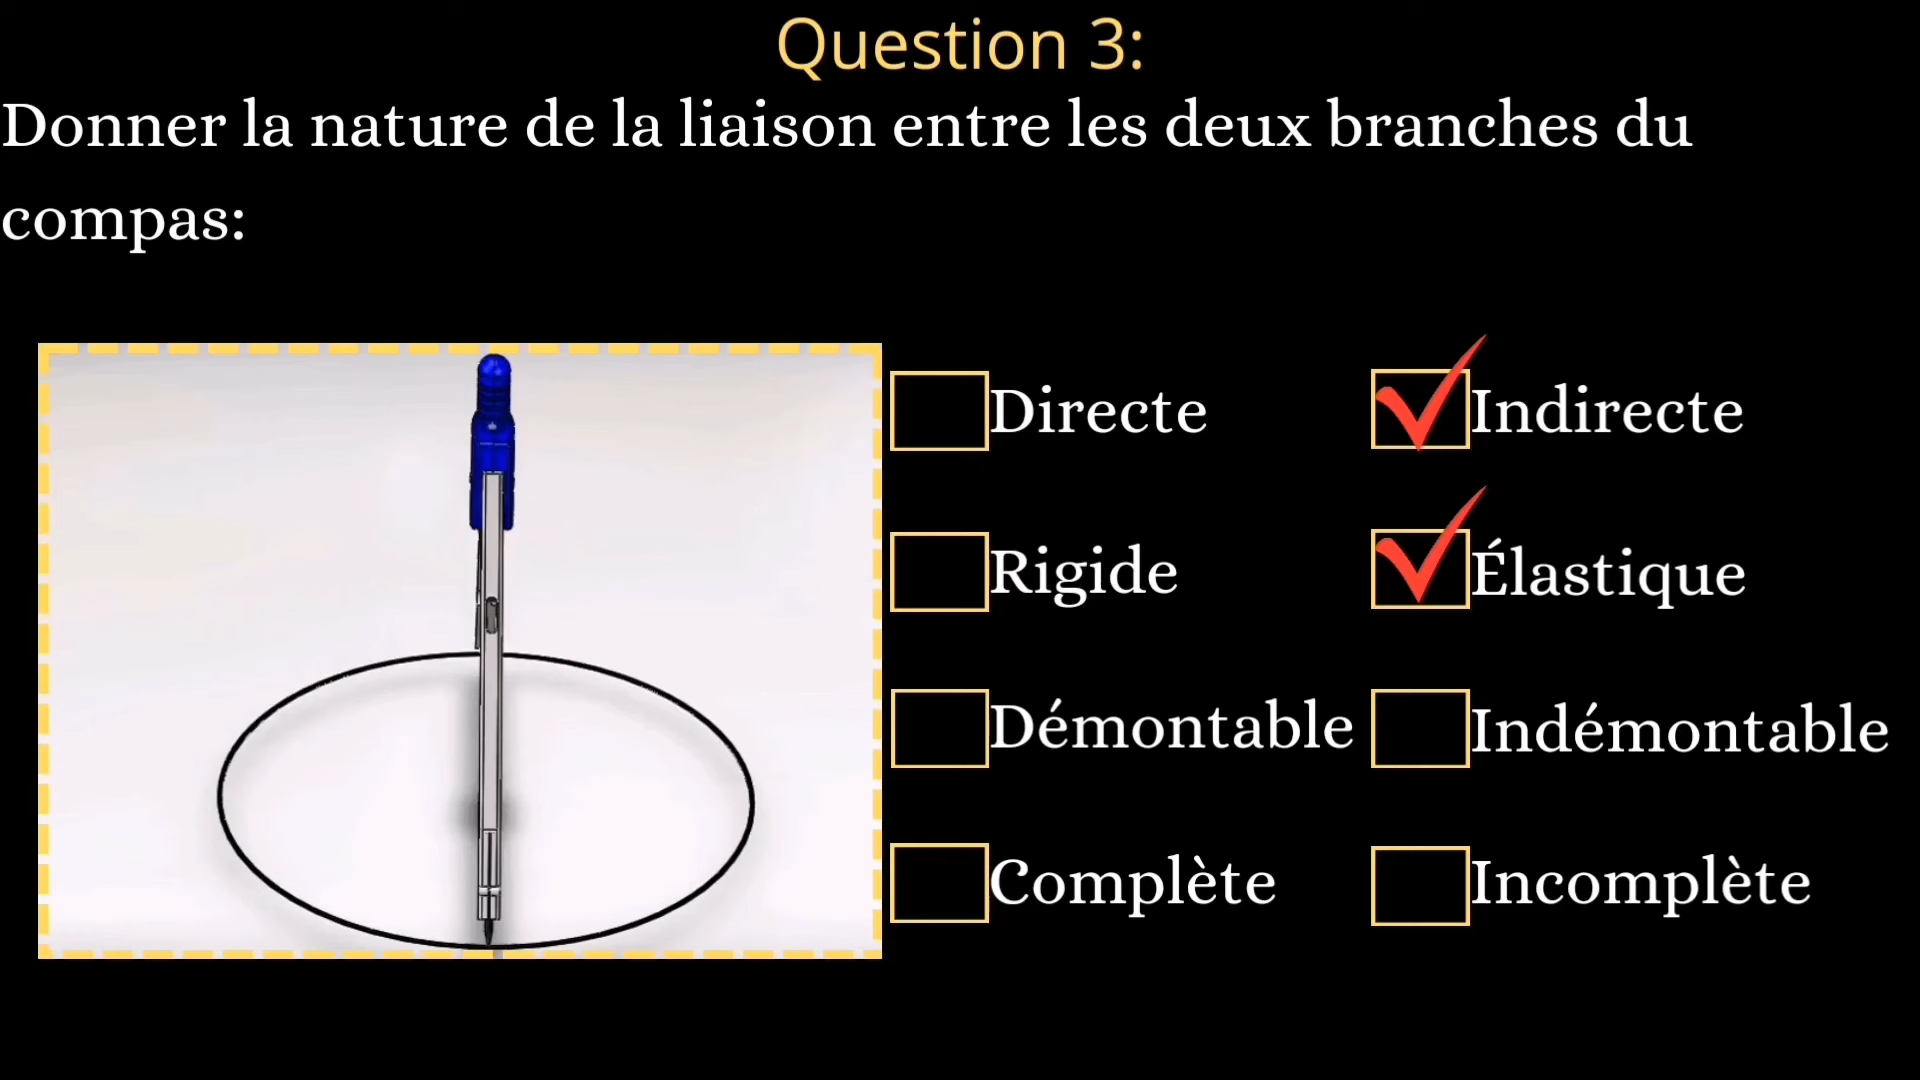 Question 3:
Donner la nature de la liaison entre les deux branches du
compas:
Directe
Indirecte
Rigide
Élastique
Démontable
Indémontable
Complète
Incomplète